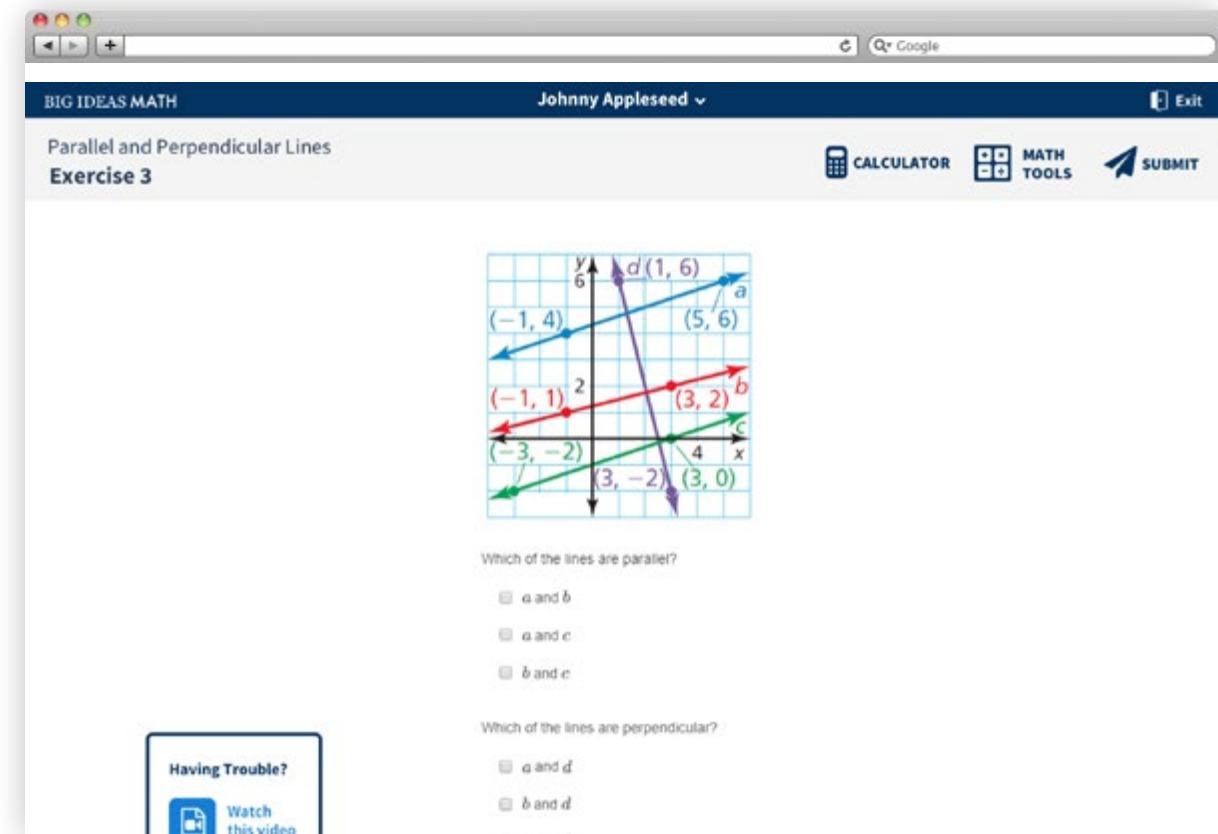 Google
BIG IDEAS MATH
Johnny Appleseed
Exit
Parallel and Perpendicular Lines
Exercise 3
CALCULATOR
MATH
TOOLS
SUBMIT
y
6
d (1, 6)
a
(−1, 4)
(5, 6)
2
b
(−1, 1)
(3, 2)
c
(−3, −2)
4
x
(3, −2)
(3, 0)
Which of the lines are parallel?
a and b
a and c
b and c
Which of the lines are perpendicular?
a and d
b and d
Having Trouble?
Watch
this video